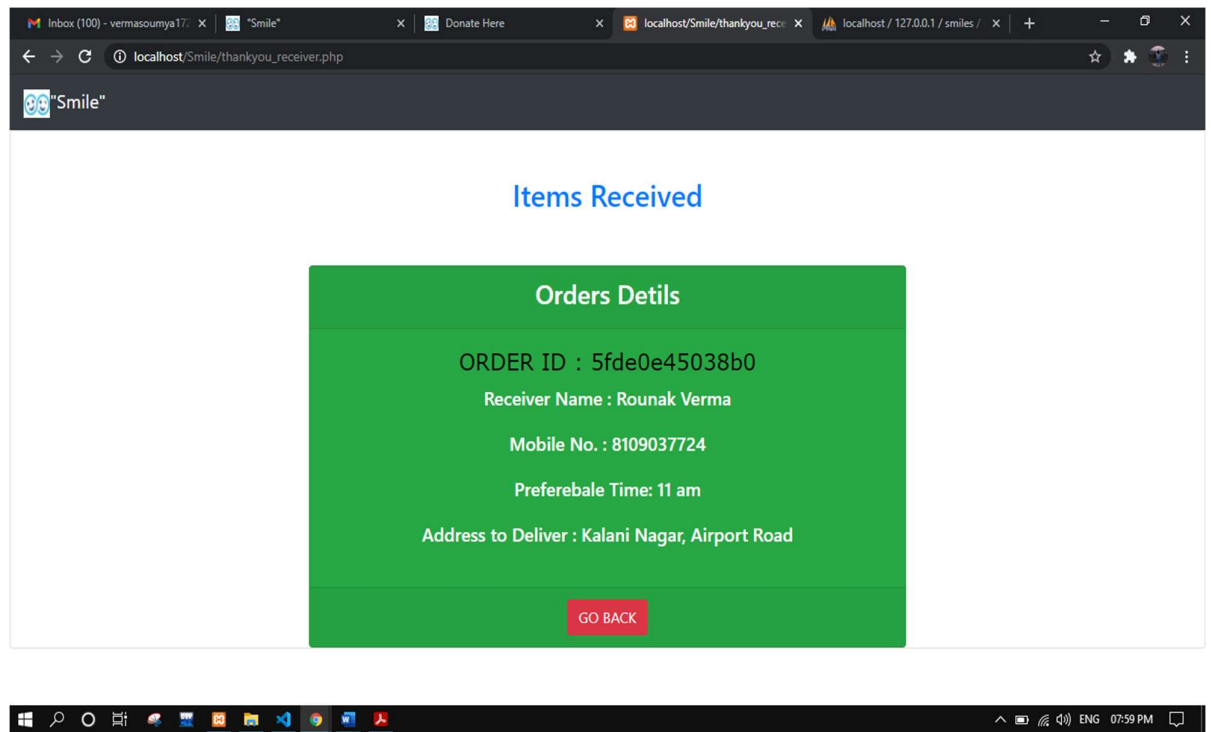 Inbox (100) - vermasoumya172
"Smile"
Donate Here
localhost/Smile/thankyou_rece
localhost / 127.0.0.1 / smiles /
localhost/Smile/thankyou_receiver.php
"Smile"
Items Received
Orders Detils
ORDER ID : 5fde0e45038b0
Receiver Name : Rounak Verma
Mobile No. : 8109037724
Preferebale Time: 11 am
Address to Deliver : Kalani Nagar, Airport Road
GO BACK
ENG 07:59 PM